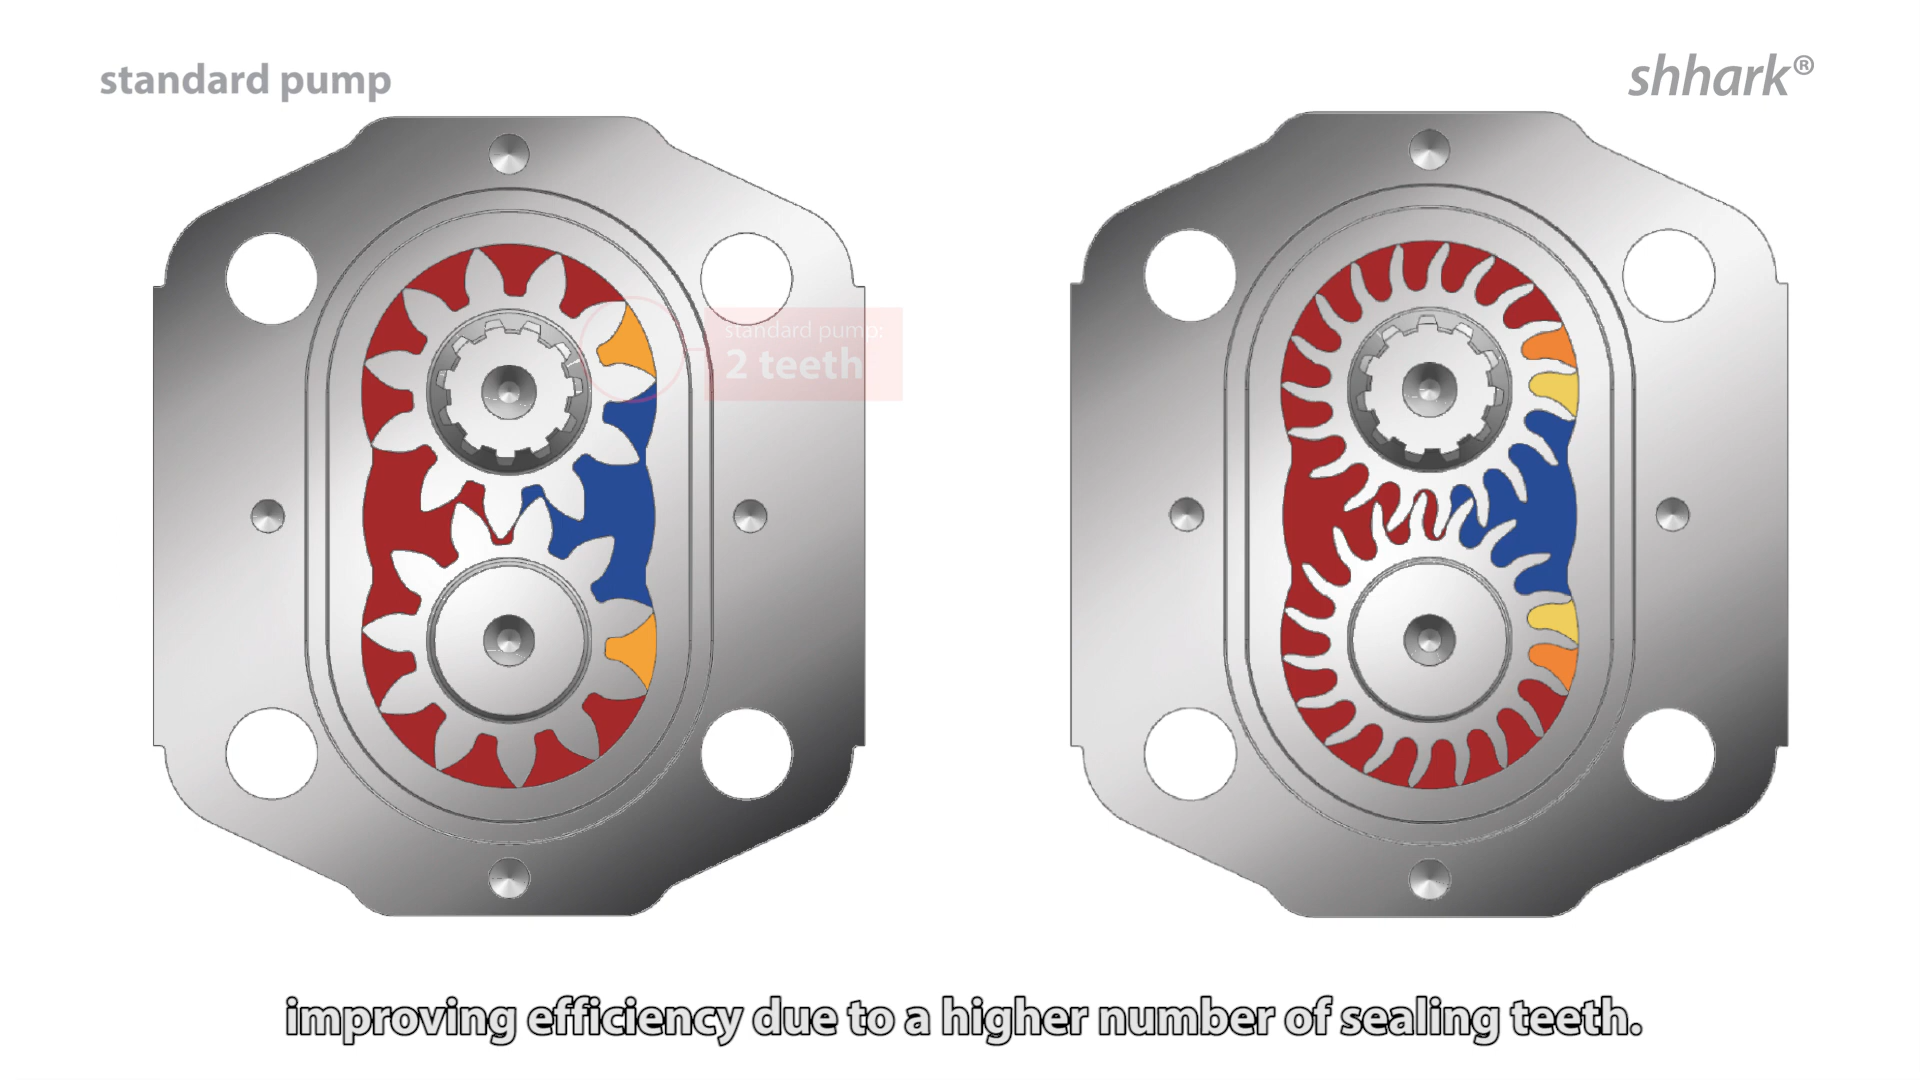 standard pump
shhark®
standard pump:
2 teeth
improving efficiency due to a higher number of sealing teeth.